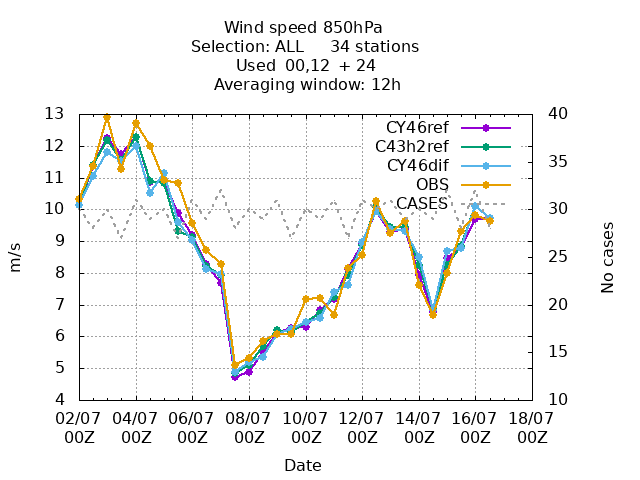 Wind speed 850hPa
Selection: ALL 34 stations
Used 00,12 + 24
Averaging window: 12h
13 40
12 35
11 30
10 25
9 20
8 15
7 10
6
5
4
CY46ref
C43h2ref
CY46dif
OBS
CASES
m/s
No cases
02/07 04/07 06/07 08/07 10/07 12/07 14/07 16/07 18/07
00Z 00Z 00Z 00Z 00Z 00Z 00Z 00Z 00Z
Date